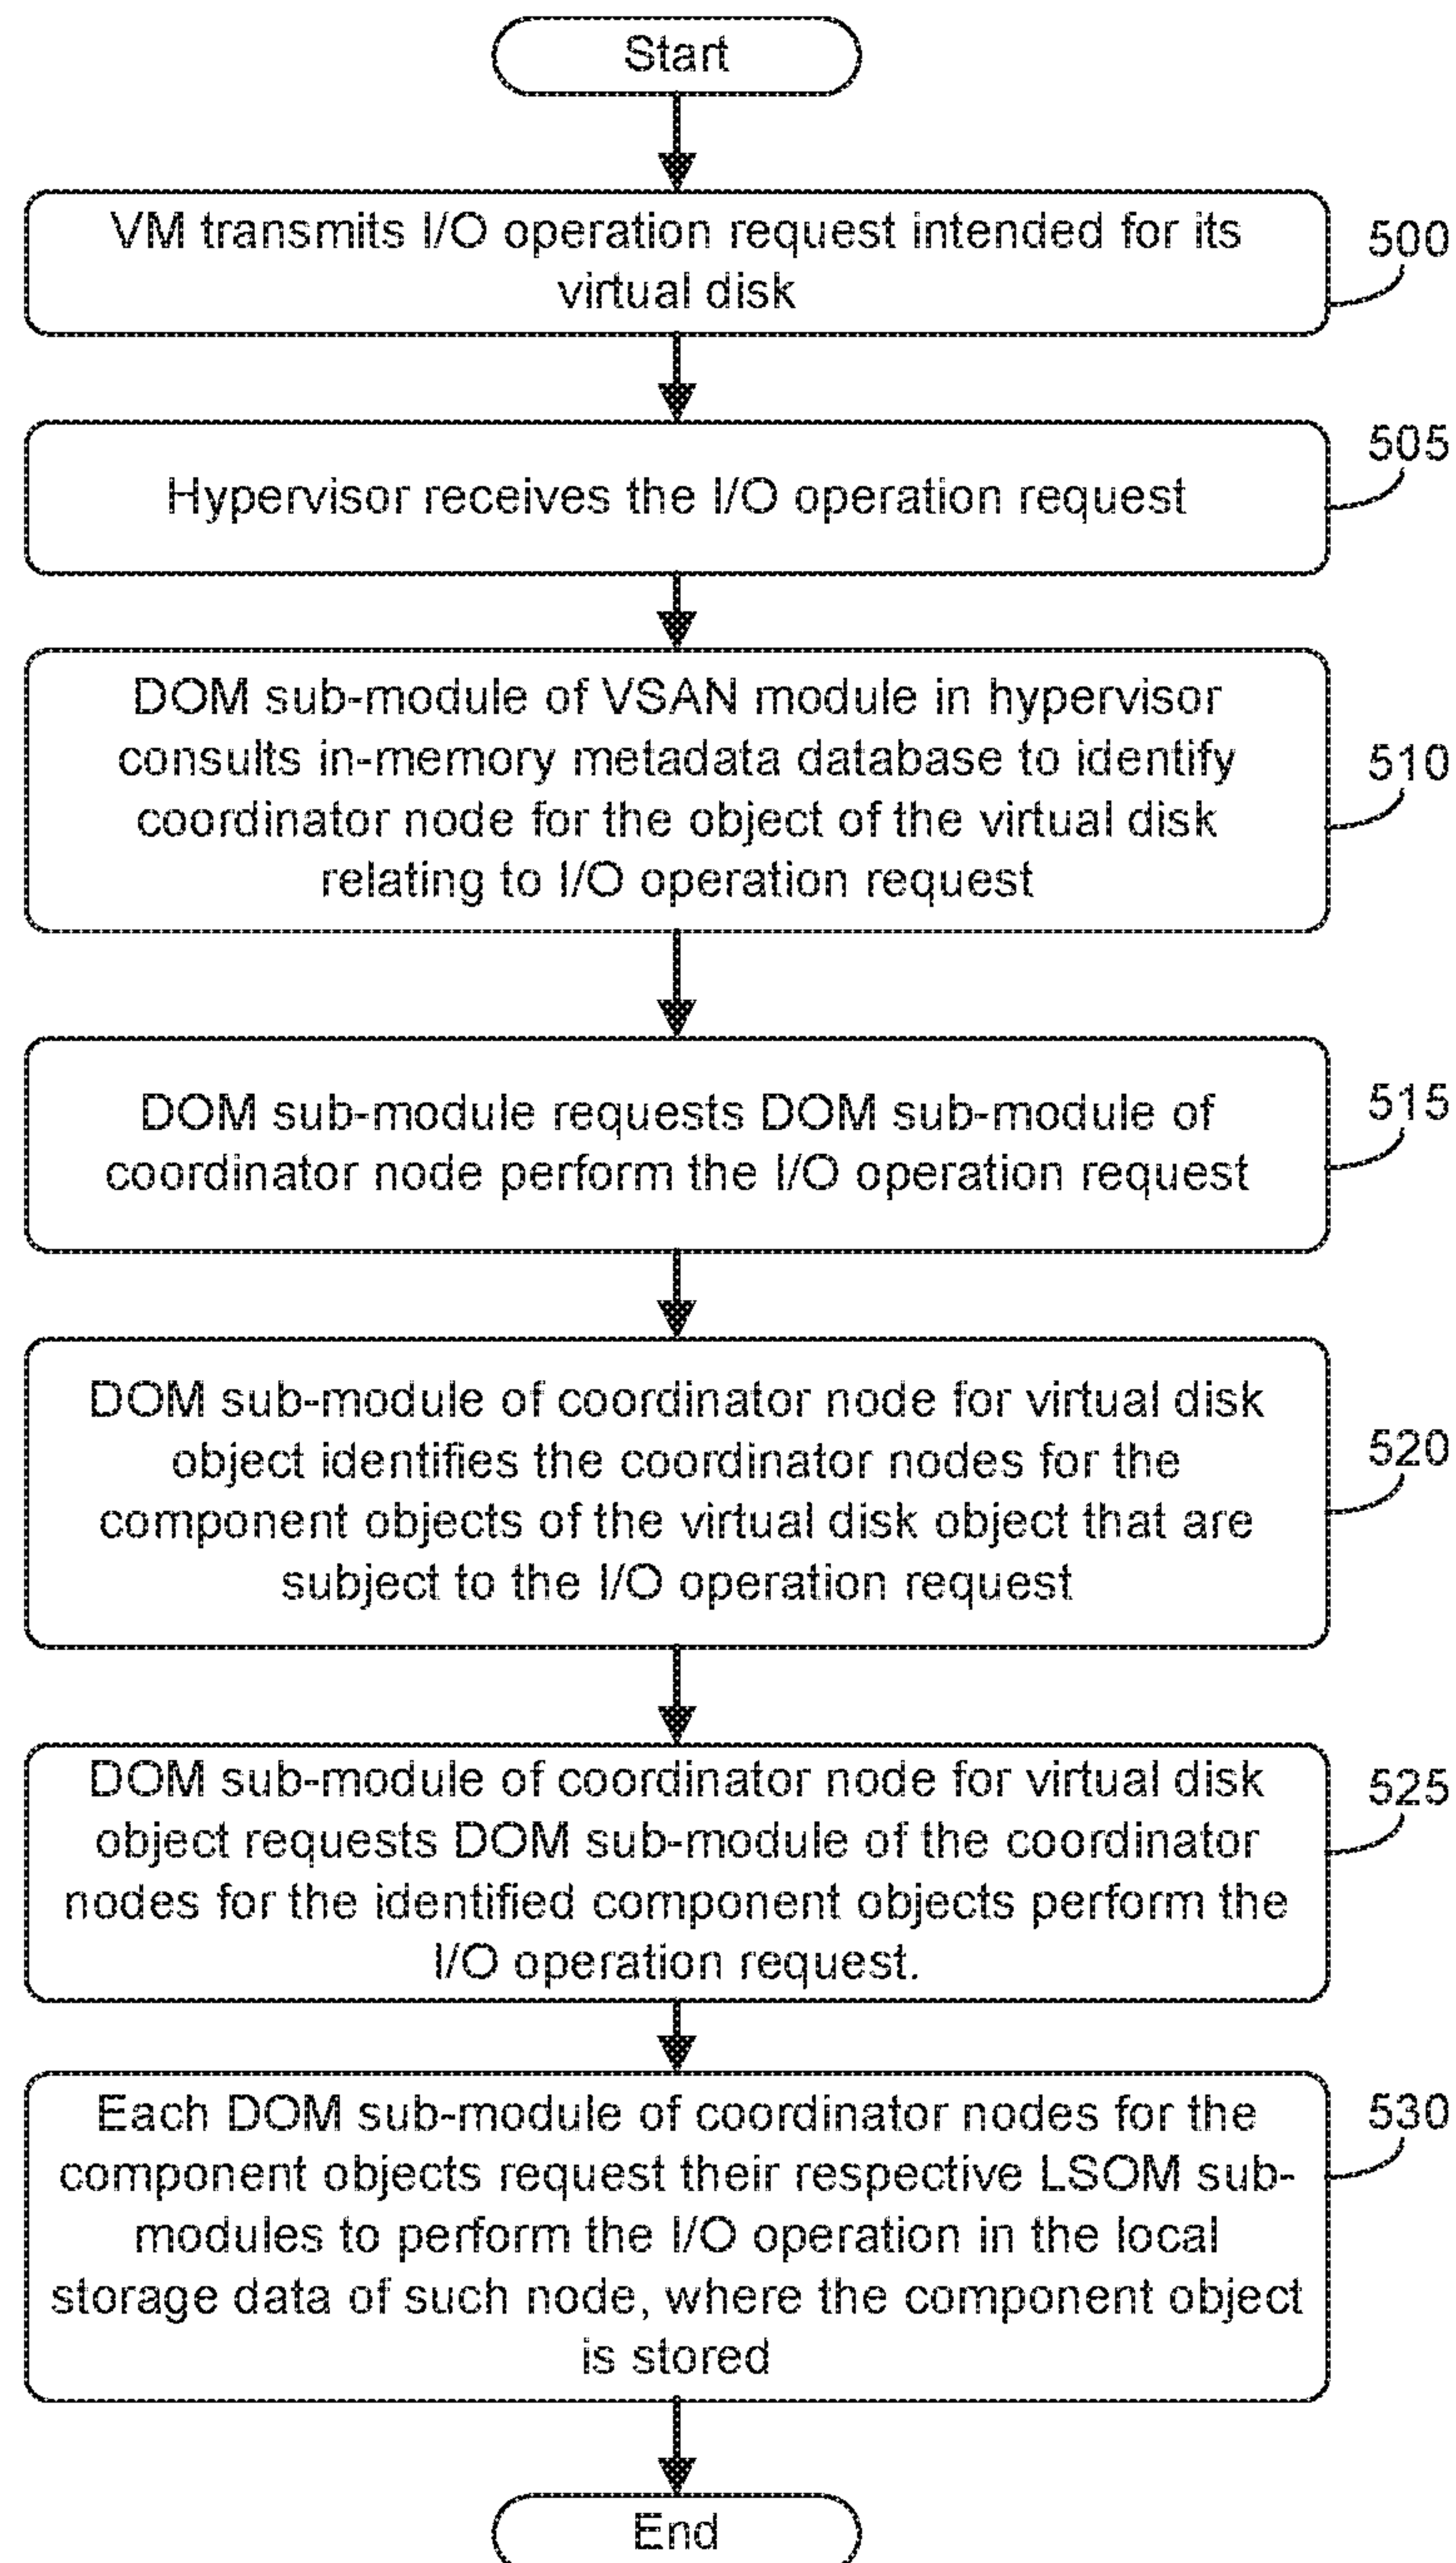 Start
VM transmits I/O operation request intended for its
virtual disk
500
Hypervisor receives the I/O operation request
505
DOM sub-module of VSAN module in hypervisor
consults in-memory metadata database to identify
coordinator node for the object of the virtual disk
relating to I/O operation request
510
DOM sub-module requests DOM sub-module of
coordinator node perform the I/O operation request
515
DOM sub-module of coordinator node for virtual disk
object identifies the coordinator nodes for the
component objects of the virtual disk object that are
subject to the I/O operation request
520
DOM sub-module of coordinator node for virtual disk
object requests DOM sub-module of the coordinator
nodes for the identified component objects perform the
I/O operation request.
525
Each DOM sub-module of coordinator nodes for the
component objects request their respective LSOM sub-
modules to perform the I/O operation in the local
storage data of such node, where the component object
is stored
530
End